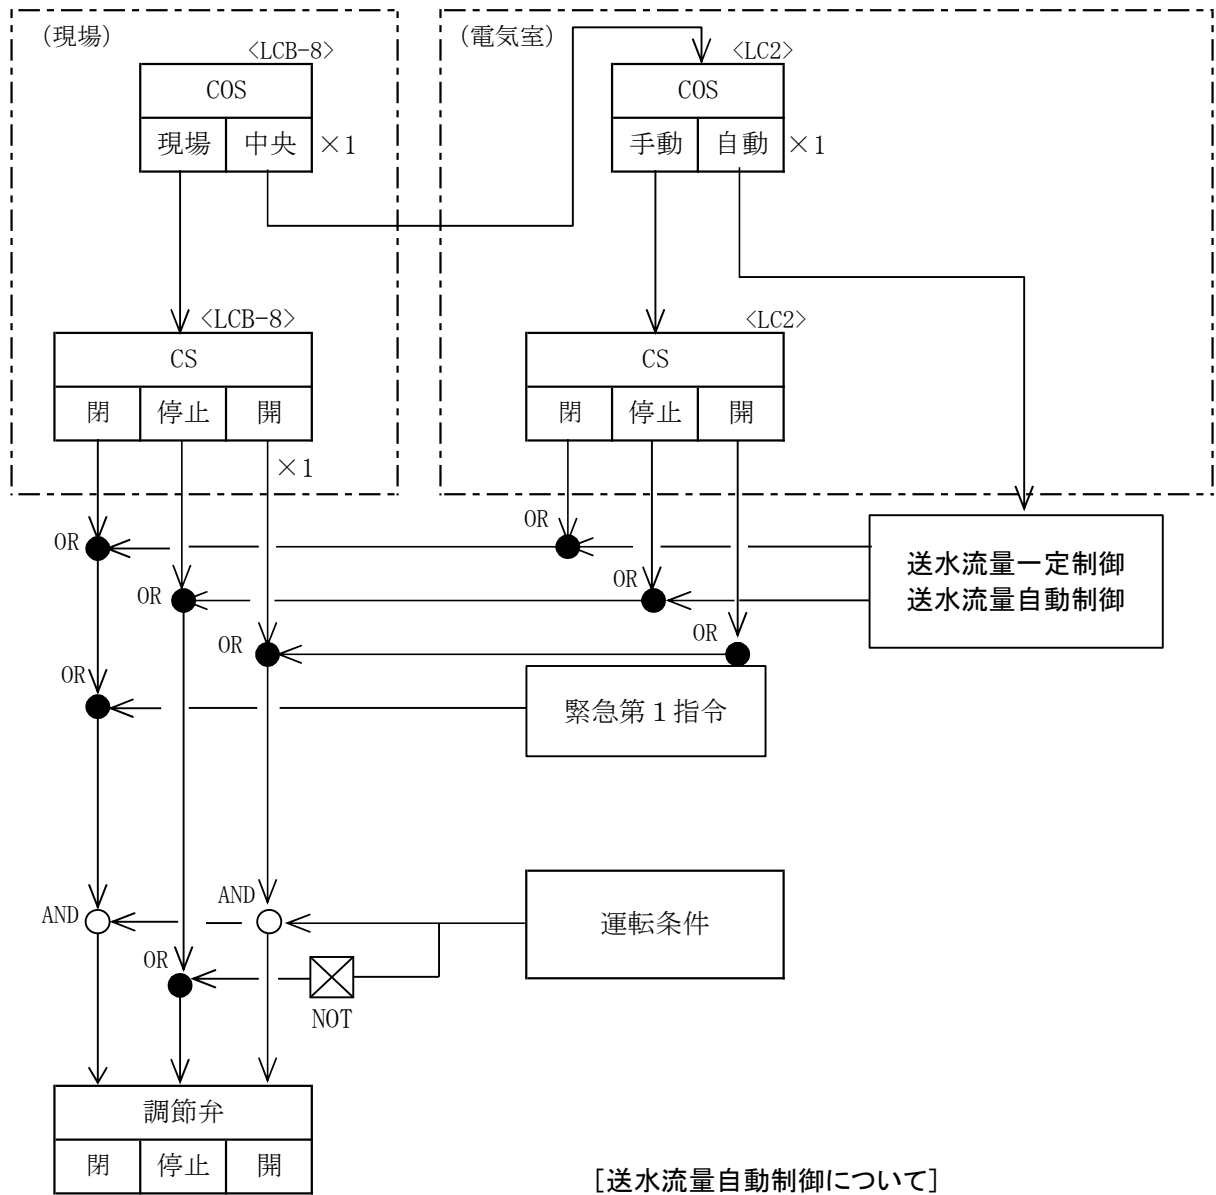 (現場)
(電気室)
<LCB-8>
<LC2>
COS
COS
現場 中央 ×1
手動 自動 ×1
<LCB-8>
<LC2>
CS
CS
閉 停止 開
閉 停止 開
×1
OR
OR
送水流量一定制御
OR
OR
送水流量自動制御
OR
OR
OR
緊急第1指令
AND
AND
運転条件
OR
NOT
調節弁
閉 停止 開
[送水流量自動制御について]